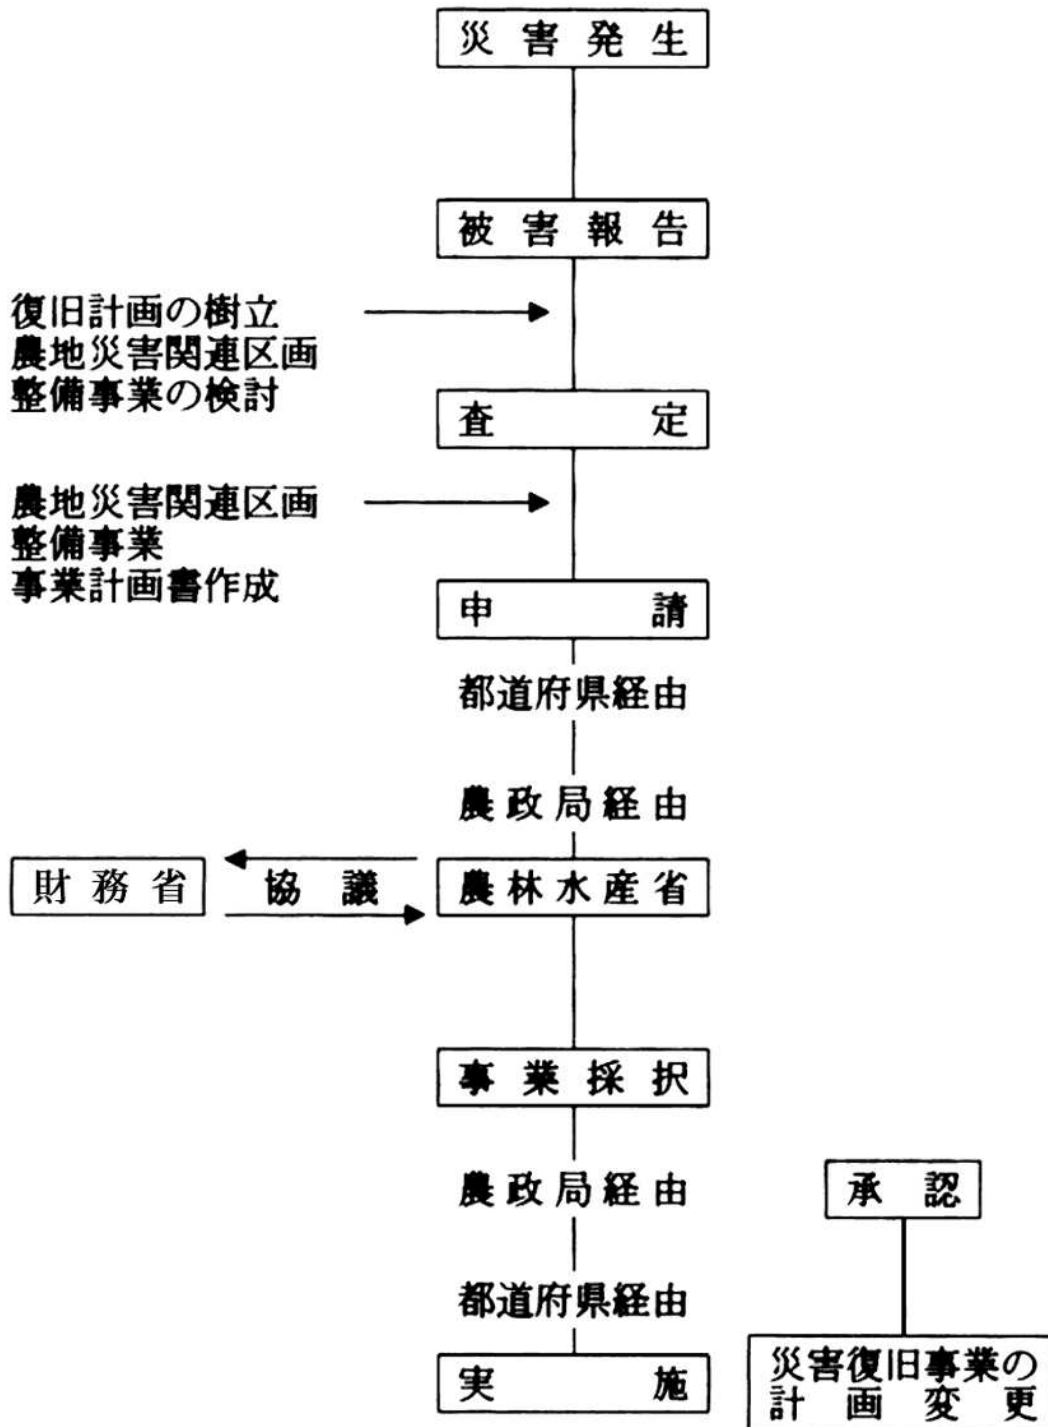 災害発生
被害報告
復旧計画の樹立
農地災害関連区画
整備事業の検討
査定
農地災害関連区画
整備事業
事業計画書作成
申請
都道府県経由
農政局経由
財務省
協議
農林水産省
事業採択
農政局経由
承認
都道府県経由
実施
災害復旧事業の
計画変更